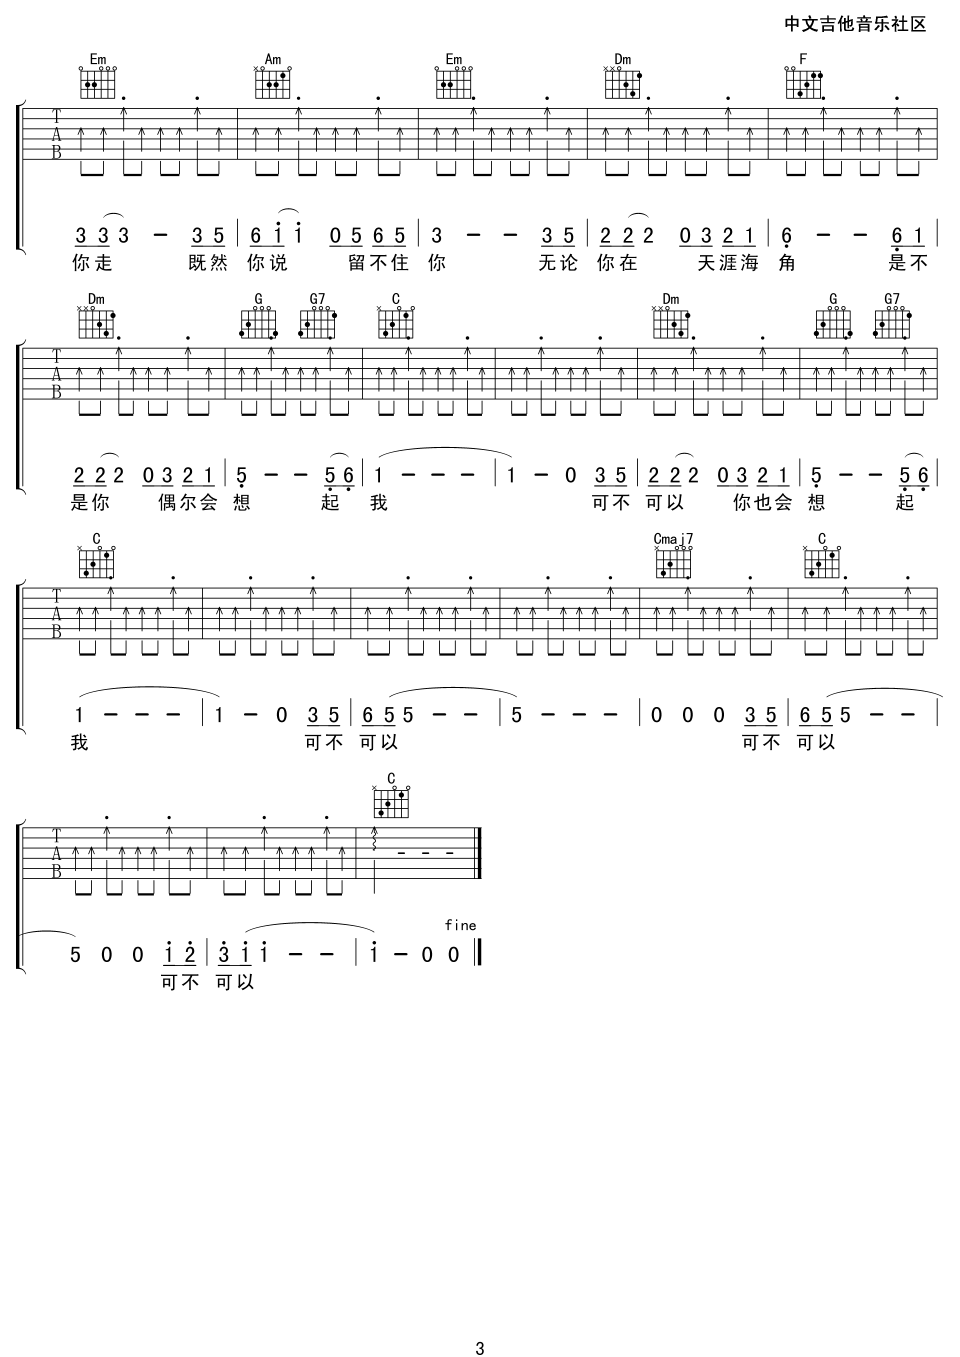 中文吉他音乐社区
Em Am Em Dm F
T
A
B
3 3 3 — 3 5 6 i i 0 5 6 5 3 — — 3 5 2 2 2 0 3 2 1 6 — — 6 1
你走 既然 你说 留不住 你 无论 你在 天涯海 角 是不
Dm G G7 C Dm G G7
T
A
B
2 2 2 0 3 2 1 5 — — 5 6 1 — — — 1 — 0 3 5 2 2 2 0 3 2 1 5 — — 5 6
是你 偶尔会 想 起 我 可不 可以 你也会 想 起
C Cmaj7 C
T
A
B
1 — — — 1 — 0 3 5 6 5 5 — — 5 — — — 0 0 0 3 5 6 5 5 — —
我 可不 可以 可不 可以
C
T
A
B
fine
5 0 0 i 2 3 i i — — i — 0 0
可不 可以
3